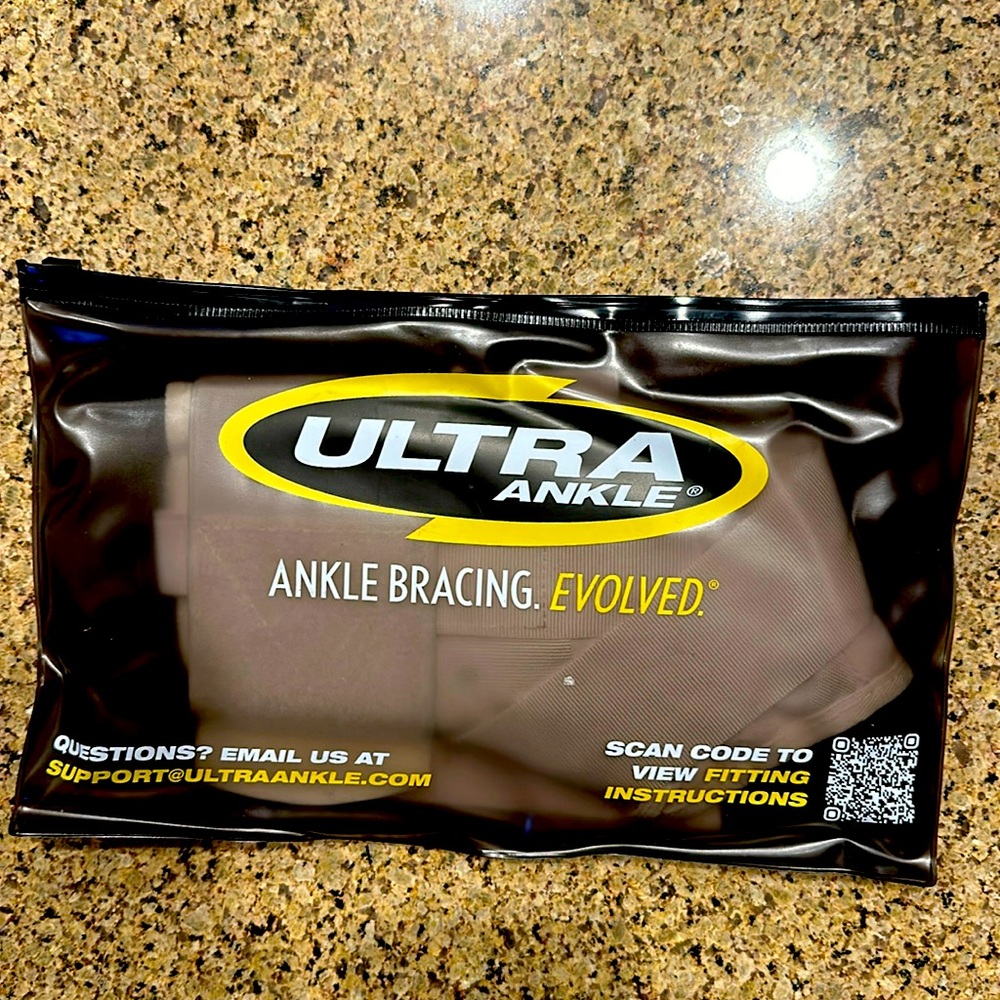 ULTRA
ANKLE®
ANKLE BRACING. EVOLVED.®
QUESTIONS? EMAIL US AT
SUPPORT@ULTRAANKLE.COM
SCAN CODE TO
VIEW FITTING
INSTRUCTIONS